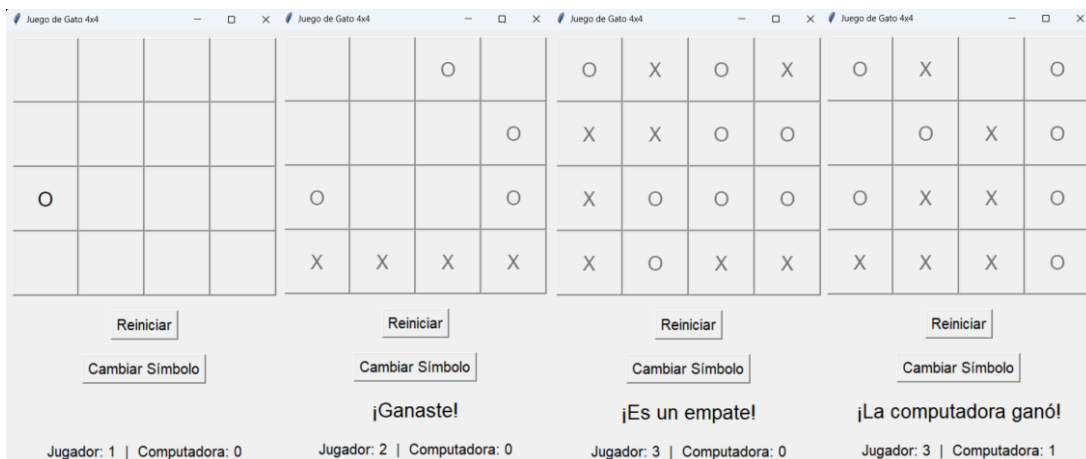 Juego de Gato 4x4
O
Reiniciar
Cambiar Símbolo
Jugador: 1 | Computadora: 0
Juego de Gato 4x4
O
O
O O
X X X X
Reiniciar
Cambiar Símbolo
¡Ganaste!
Jugador: 2 | Computadora: 0
Juego de Gato 4x4
O X O X
X X O O
X O O O
X O X X
Reiniciar
Cambiar Símbolo
¡Es un empate!
Jugador: 3 | Computadora: 0
Juego de Gato 4x4
O X O
O X O
O X X O
X X X O
Reiniciar
Cambiar Símbolo
¡La computadora ganó!
Jugador: 3 | Computadora: 1